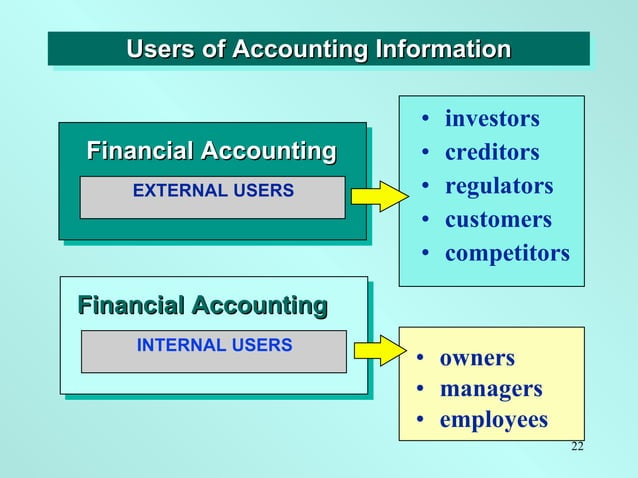 Users of Accounting Information
Financial Accounting
EXTERNAL USERS
• investors
• creditors
• regulators
• customers
• competitors
Financial Accounting
INTERNAL USERS
• owners
• managers
• employees
22